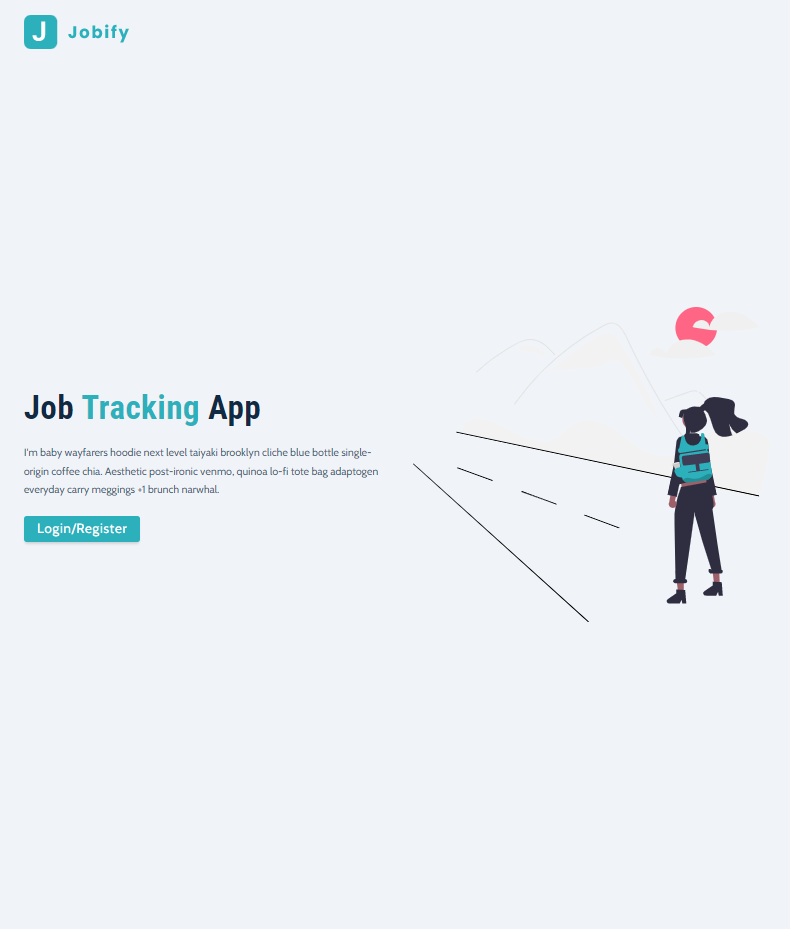 J Jobify
Job Tracking App
I'm baby wayfarers hoodie next level taiyaki brooklyn cliche blue bottle single-
origin coffee chia. Aesthetic post-ironic venmo, quinoa lo-fi tote bag adaptogen
everyday carry meggings +1 brunch narwhal.
Login/Register